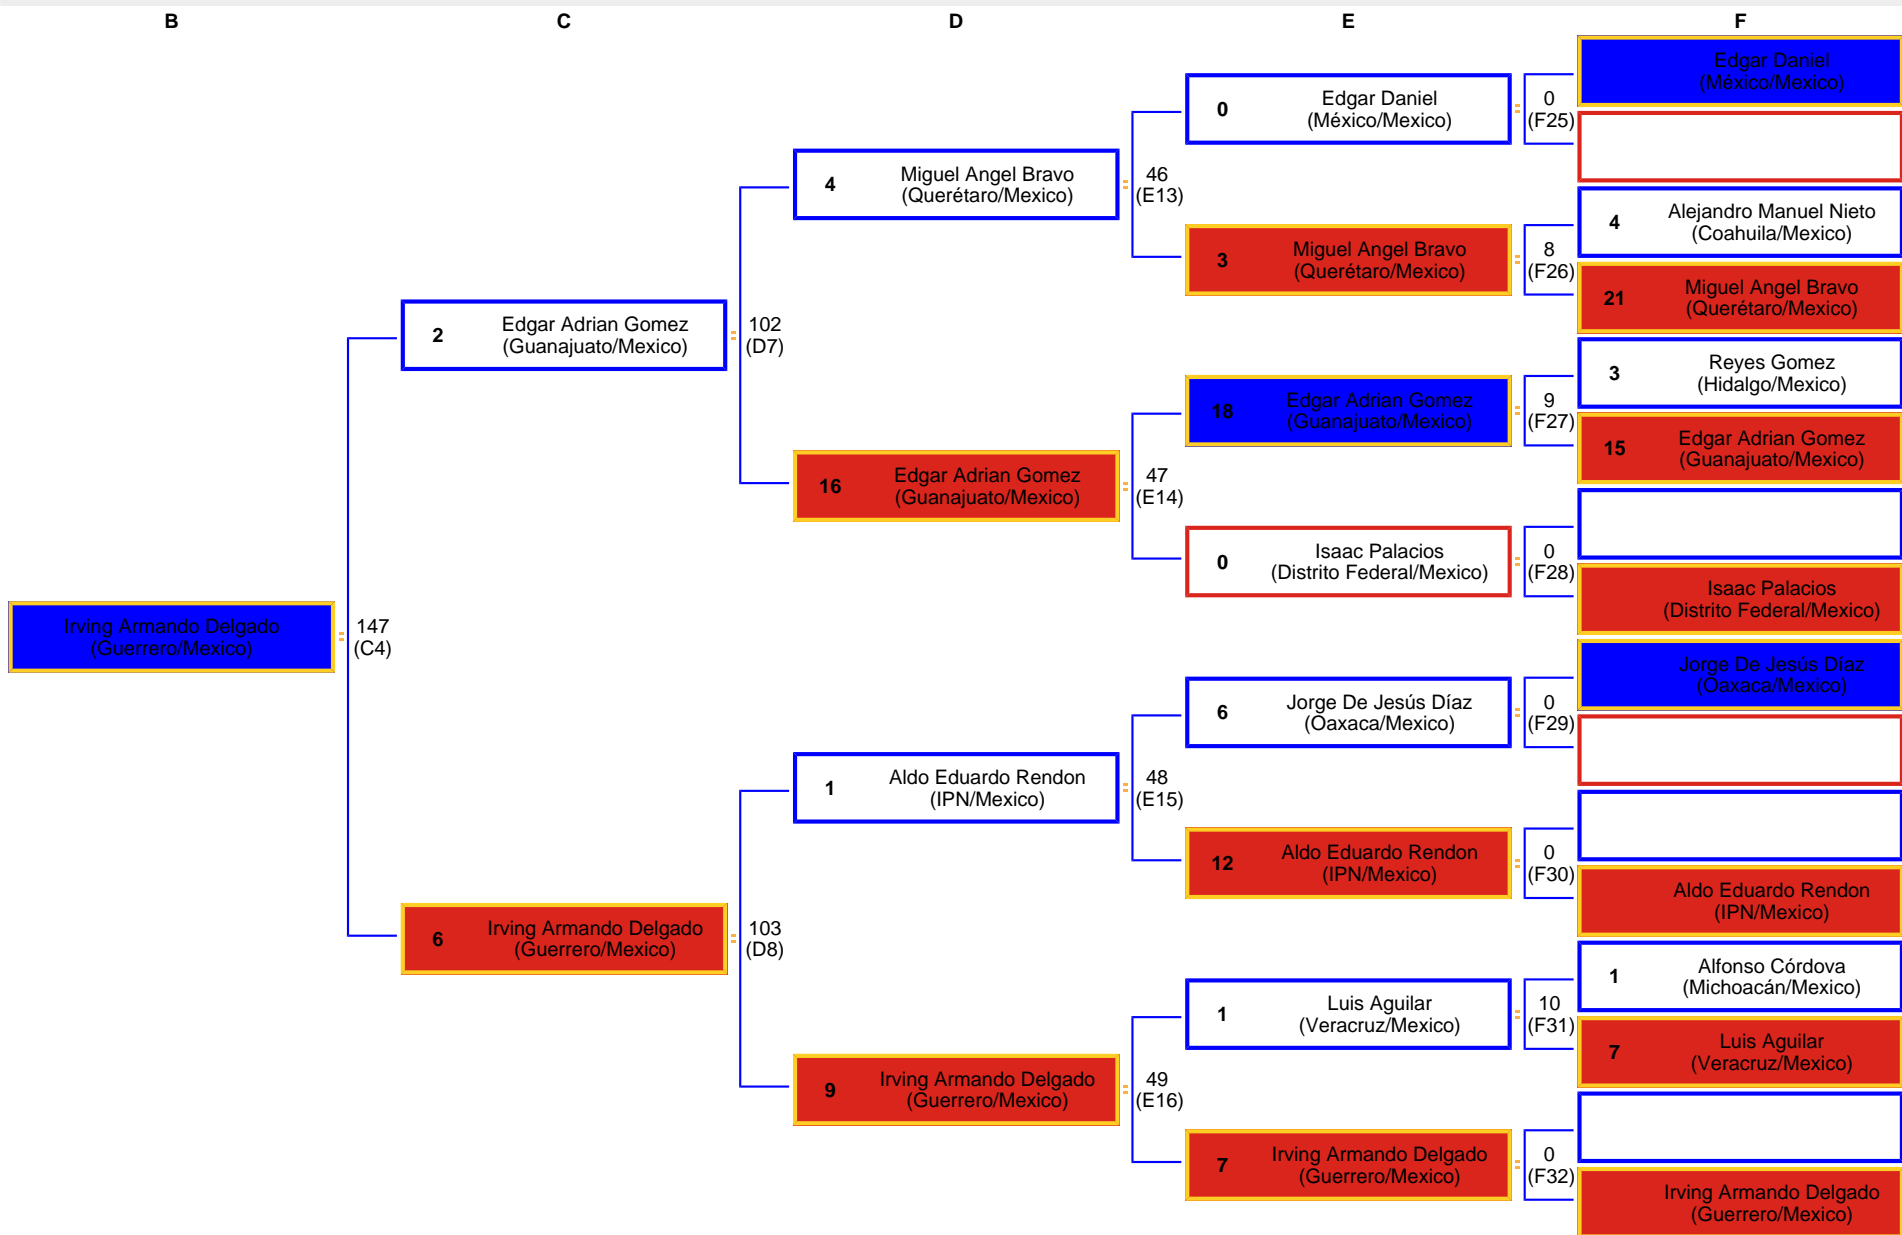 B
C
D
E
F
Irving Armando Delgado
(Guerrero/Mexico)
147
(C4)
2
Edgar Adrian Gomez
(Guanajuato/Mexico)
102
(D7)
6
Irving Armando Delgado
(Guerrero/Mexico)
103
(D8)
4
Miguel Angel Bravo
(Querétaro/Mexico)
46
(E13)
16
Edgar Adrian Gomez
(Guanajuato/Mexico)
47
(E14)
1
Aldo Eduardo Rendon
(IPN/Mexico)
48
(E15)
9
Irving Armando Delgado
(Guerrero/Mexico)
49
(E16)
0
Edgar Daniel
(México/Mexico)
0
(F25)
3
Miguel Angel Bravo
(Querétaro/Mexico)
8
(F26)
18
Edgar Adrian Gomez
(Guanajuato/Mexico)
9
(F27)
0
Isaac Palacios
(Distrito Federal/Mexico)
0
(F28)
6
Jorge De Jesús Díaz
(Oaxaca/Mexico)
0
(F29)
12
Aldo Eduardo Rendon
(IPN/Mexico)
0
(F30)
1
Luis Aguilar
(Veracruz/Mexico)
10
(F31)
7
Irving Armando Delgado
(Guerrero/Mexico)
0
(F32)
Edgar Daniel
(México/Mexico)
4
Alejandro Manuel Nieto
(Coahuila/Mexico)
21
Miguel Angel Bravo
(Querétaro/Mexico)
3
Reyes Gomez
(Hidalgo/Mexico)
15
Edgar Adrian Gomez
(Guanajuato/Mexico)
Isaac Palacios
(Distrito Federal/Mexico)
Jorge De Jesús Díaz
(Oaxaca/Mexico)
Aldo Eduardo Rendon
(IPN/Mexico)
1
Alfonso Córdova
(Michoacán/Mexico)
7
Luis Aguilar
(Veracruz/Mexico)
Irving Armando Delgado
(Guerrero/Mexico)